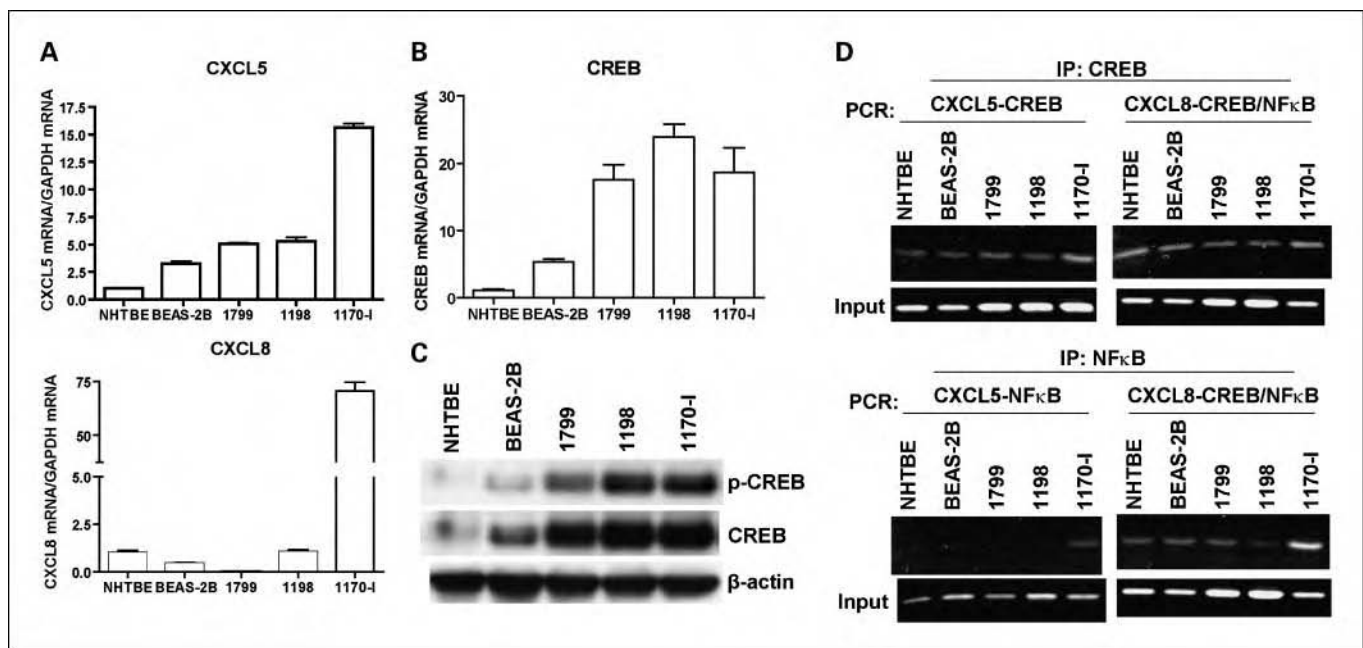 A
CXCL5
CXCL5 mRNA/GAPDH mRNA
17.5
15.0
12.5
10.0
7.5
5.0
2.5
0.0
NHTBE BEAS-2B 1799 1198 1170-I
CXCL8
CXCL8 mRNA/GAPDH mRNA
75
50
5.0
2.5
0.0
NHTBE BEAS-2B 1799 1198 1170-I
B
CREB
CREB mRNA/GAPDH mRNA
30
20
10
0
NHTBE BEAS-2B 1799 1198 1170-I
C
NHTBE BEAS-2B 1799 1198 1170-I
p-CREB
CREB
β-actin
D
IP: CREB
PCR: CXCL5-CREB CXCL8-CREB/NFκB
NHTBE BEAS-2B 1799 1198 1170-I NHTBE BEAS-2B 1799 1198 1170-I
Input
IP: NFκB
PCR: CXCL5-NFκB CXCL8-CREB/NFκB
NHTBE BEAS-2B 1799 1198 1170-I NHTBE BEAS-2B 1799 1198 1170-I
Input